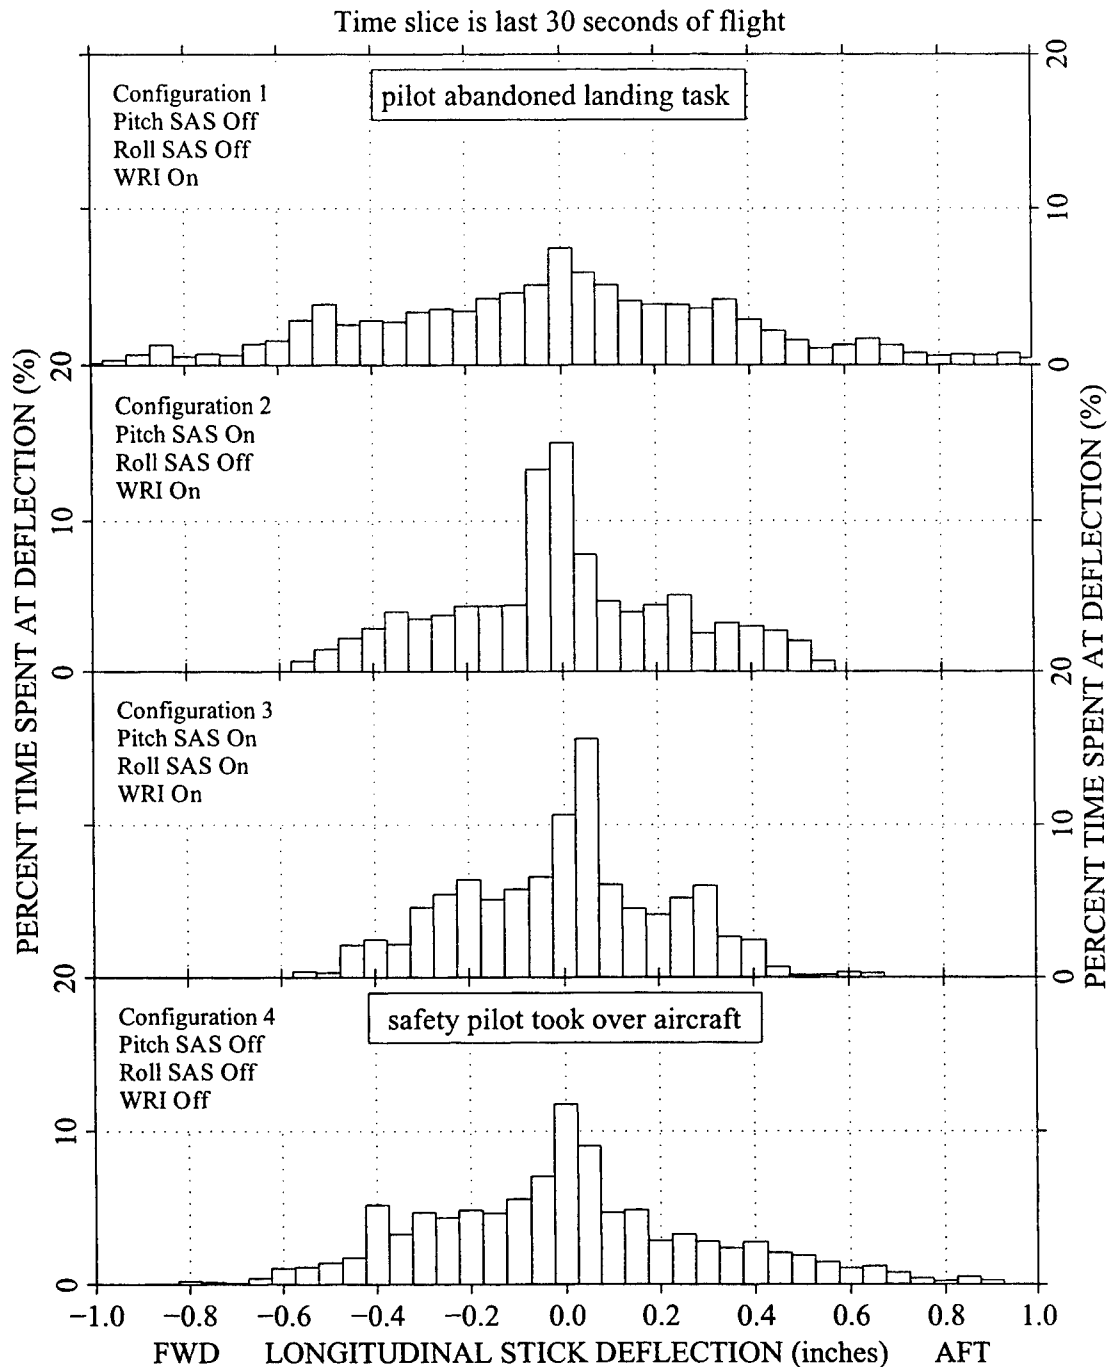 Time slice is last 30 seconds of flight
Configuration 1
Pitch SAS Off
Roll SAS Off
WRI On
pilot abandoned landing task
20
10
0
20
Configuration 2
Pitch SAS On
Roll SAS Off
WRI On
10
0
20
Configuration 3
Pitch SAS On
Roll SAS On
WRI On
10
0
20
Configuration 4
Pitch SAS Off
Roll SAS Off
WRI Off
safety pilot took over aircraft
10
0
PERCENT TIME SPENT AT DEFLECTION (%)
PERCENT TIME SPENT AT DEFLECTION (%)
−1.0 −0.8 −0.6 −0.4 −0.2 0.0 0.2 0.4 0.6 0.8 1.0
FWD LONGITUDINAL STICK DEFLECTION (inches) AFT